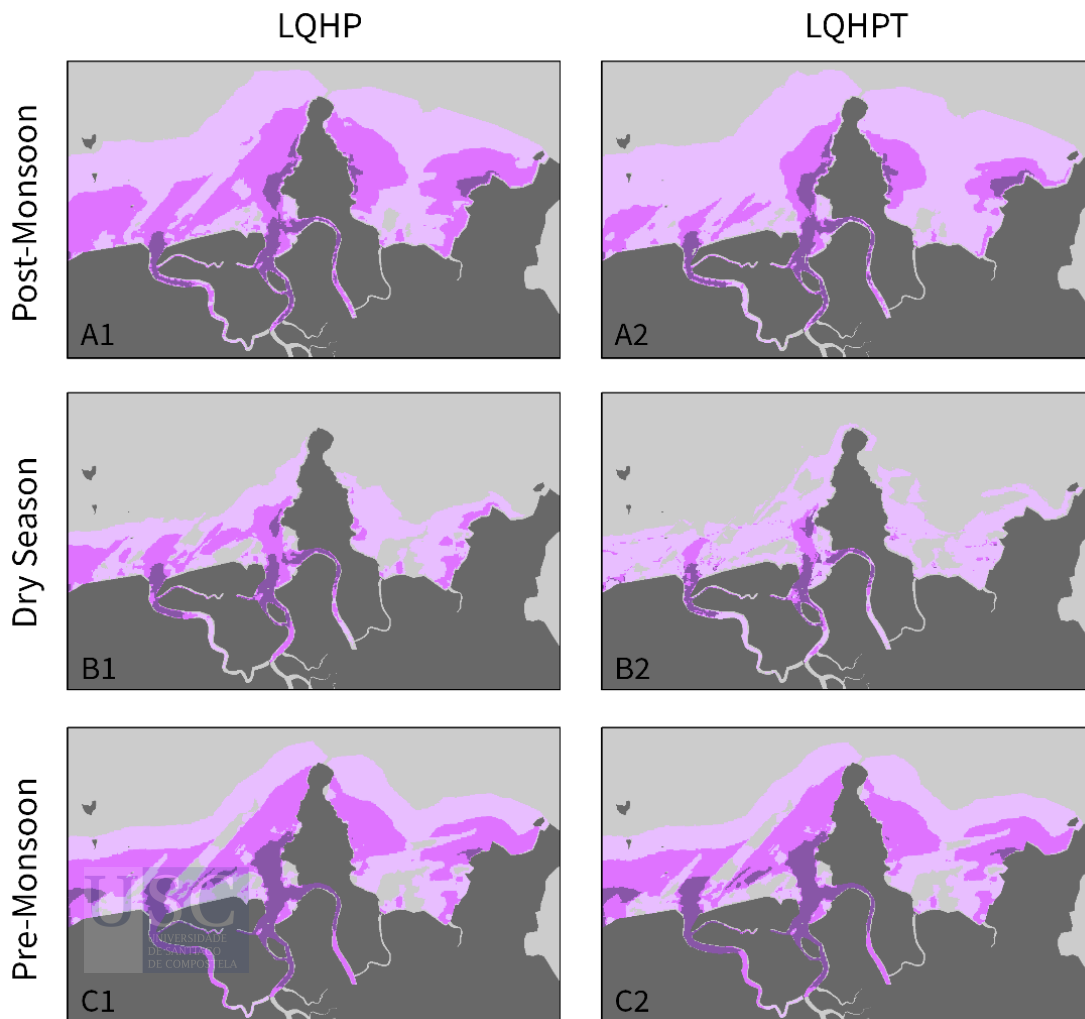 LQHP
LQHPT
Post-Monsoon
A1
A2
Dry Season
B1
B2
Pre-Monsoon
USC
UNIVERSIDADE
DE SANTIAGO
DE COMPOSTELA
C1
C2